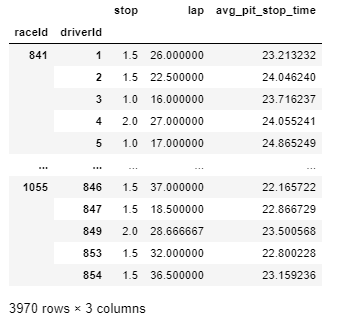 stop lap avg_pit_stop_time
raceId driverId
841 1 1.5 26.000000 23.213232
2 1.5 22.500000 24.046240
3 1.0 16.000000 23.716237
4 2.0 27.000000 24.055241
5 1.0 17.000000 24.865249
... ... ... ... ...
1055 846 1.5 37.000000 22.165722
847 1.5 18.500000 22.866729
849 2.0 28.666667 23.500568
853 1.5 32.000000 22.800228
854 1.5 36.500000 23.159236
3970 rows × 3 columns